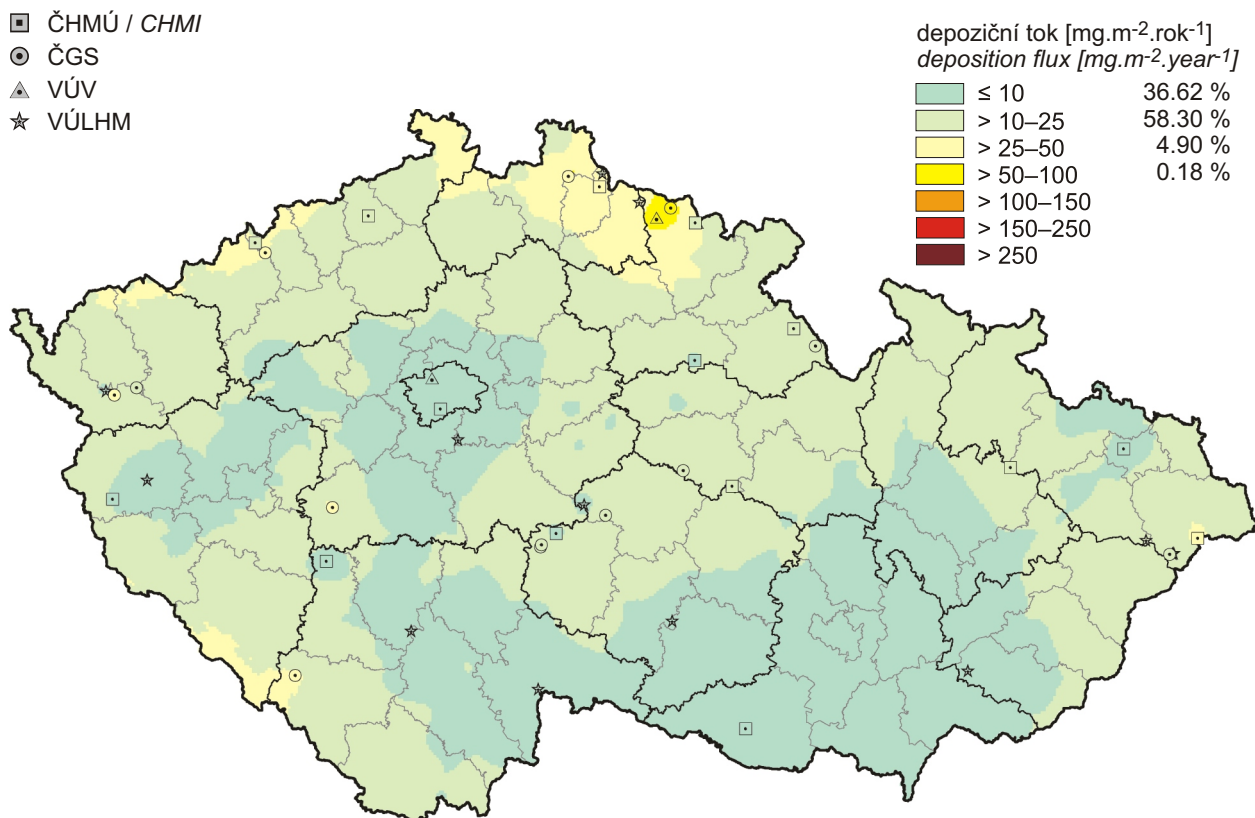 ČHMÚ / CHMI
ČGS
VÚV
VÚLHM
depoziční tok [mg.m-2.rok-1]
deposition flux [mg.m-2.year-1]
≤ 10 36.62 %
> 10–25 58.30 %
> 25–50 4.90 %
> 50–100 0.18 %
> 100–150
> 150–250
> 250